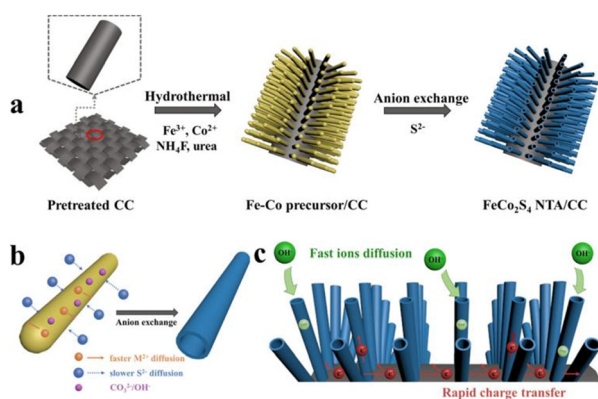 a
Hydrothermal
Fe³⁺, Co²⁺
NH₄F, urea
Anion exchange
S²⁻
Pretreated CC
Fe-Co precursor/CC
FeCo₂S₄ NTA/CC
b
Anion exchange
faster M²⁺ diffusion
slower S²⁻ diffusion
CO₃²⁻/OH⁻
c
OH⁻
Fast ions diffusion
OH⁻
OH⁻
Rapid charge transfer